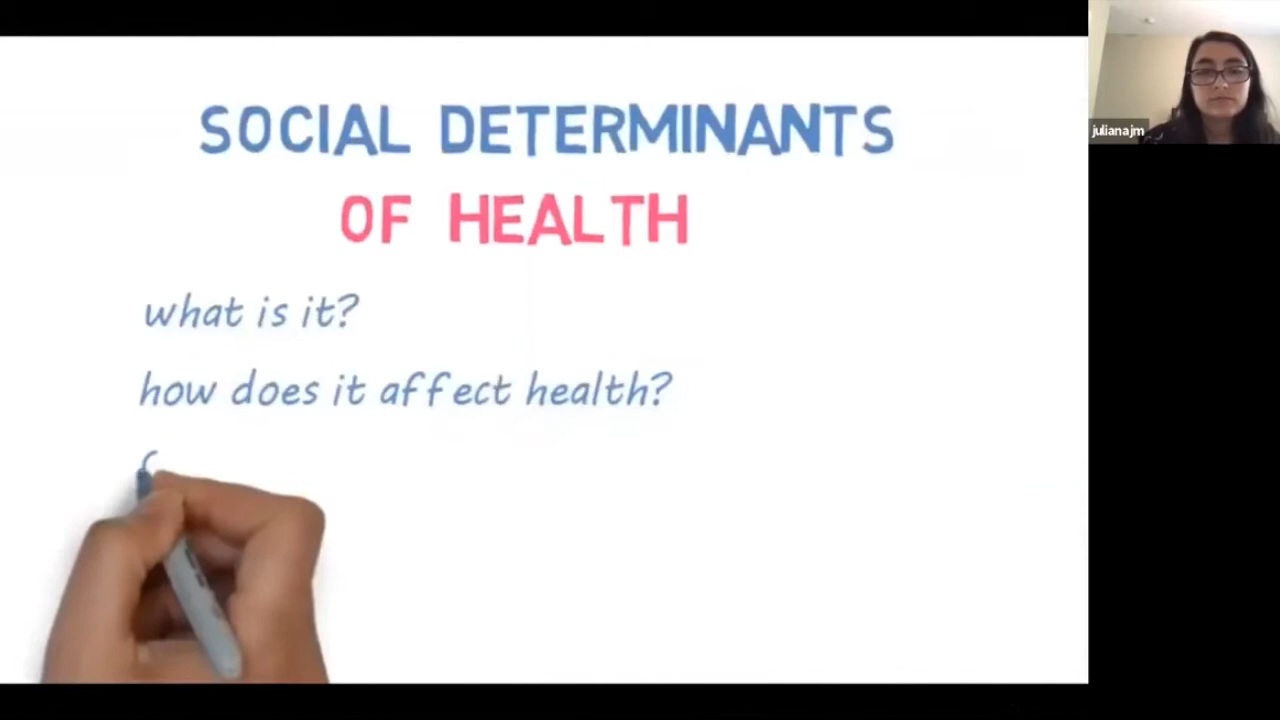 SOCIAL DETERMINANTS
OF HEALTH
what is it?
how does it affect health?
julianajm